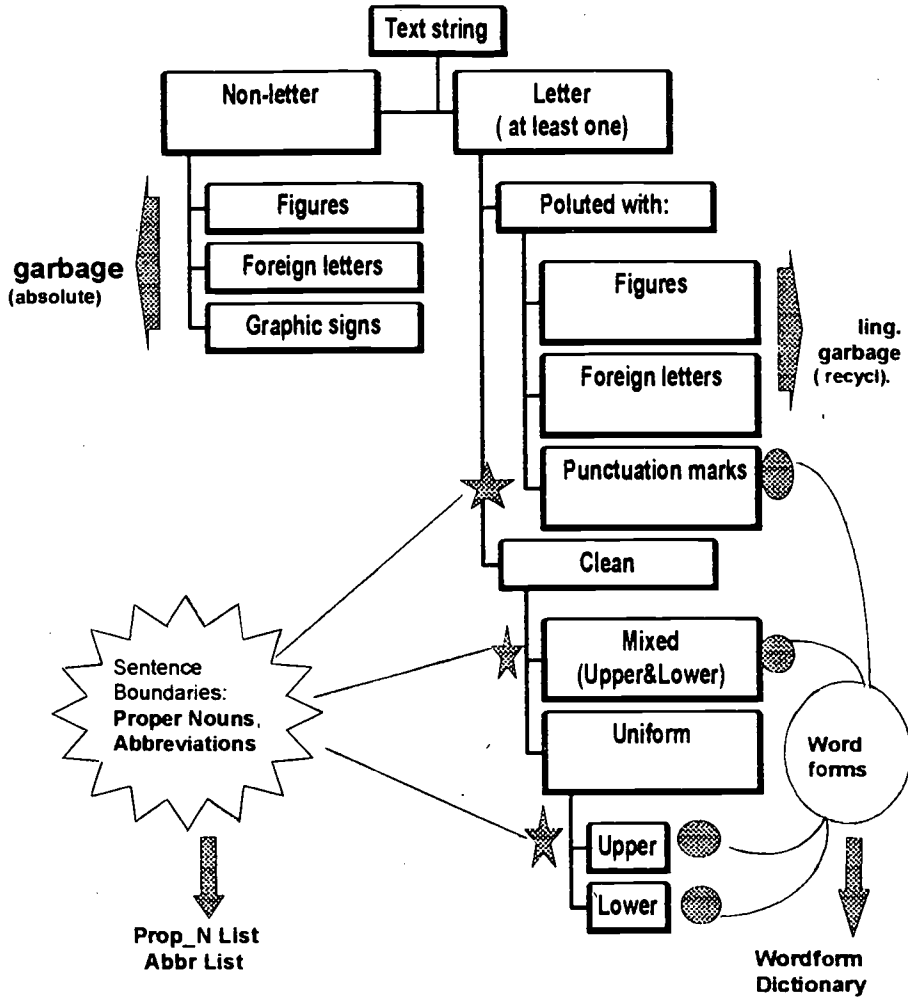 Text string
Non-letter
Letter
( at least one)
Figures
Foreign letters
Graphic signs
garbage
(absolute)
Poluted with:
Figures
Foreign letters
Punctuation marks
ling.
garbage
( recycl).
Clean
Mixed
(Upper&Lower)
Uniform
Upper
Lower
Sentence
Boundaries:
Proper Nouns,
Abbreviations
Word
forms
Prop_N List
Abbr List
Wordform
Dictionary